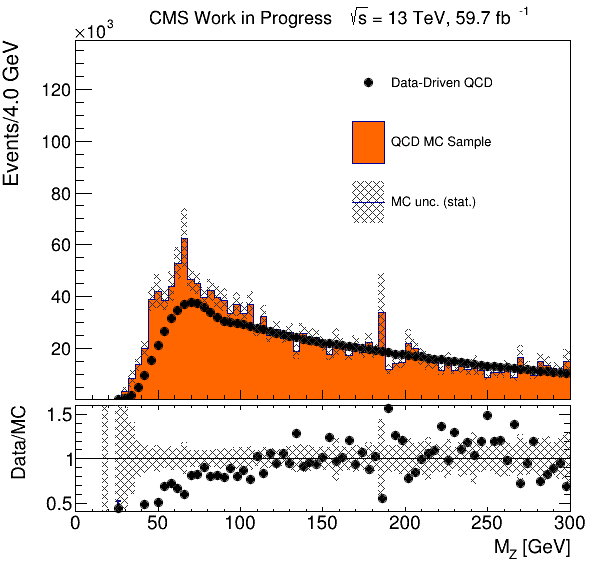 CMS Work in Progress √s = 13 TeV, 59.7 fb⁻¹
×10³
Events/4.0 GeV
120
100
80
60
40
20
Data-Driven QCD
QCD MC Sample
MC unc. (stat.)
Data/MC
1.5
1
0.5
0 50 100 150 200 250 300
M_Z [GeV]